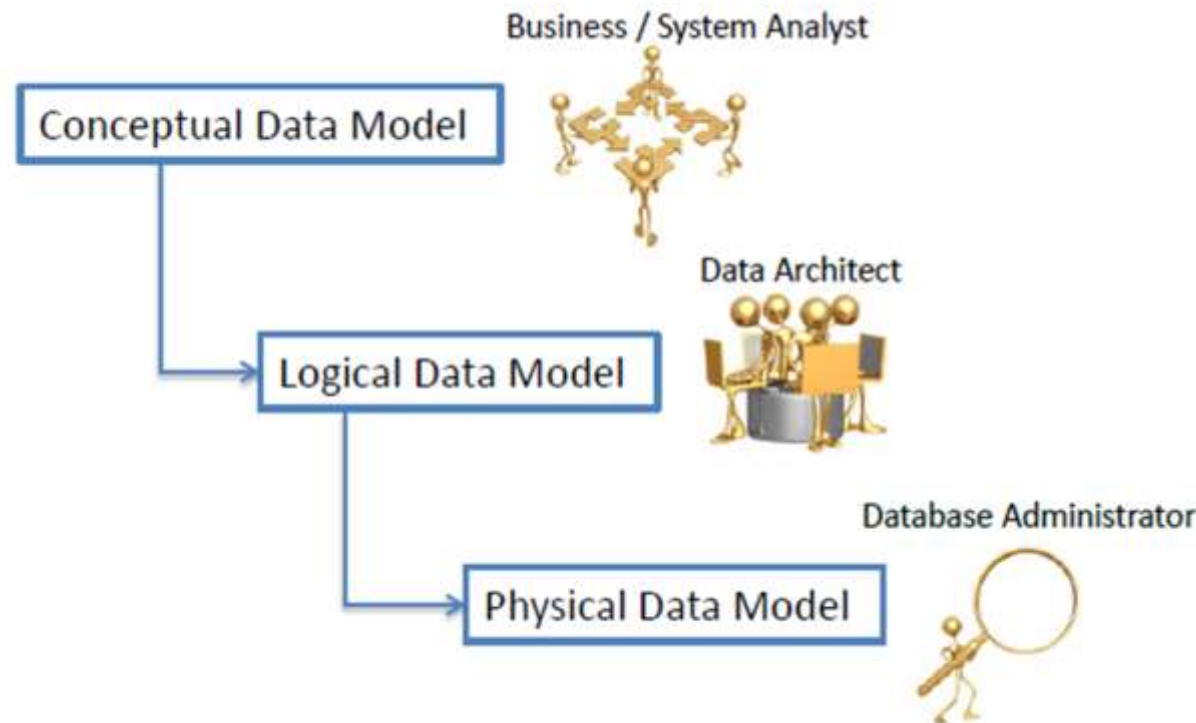 Business / System Analyst
Conceptual Data Model
Data Architect
Logical Data Model
Database Administrator
Physical Data Model